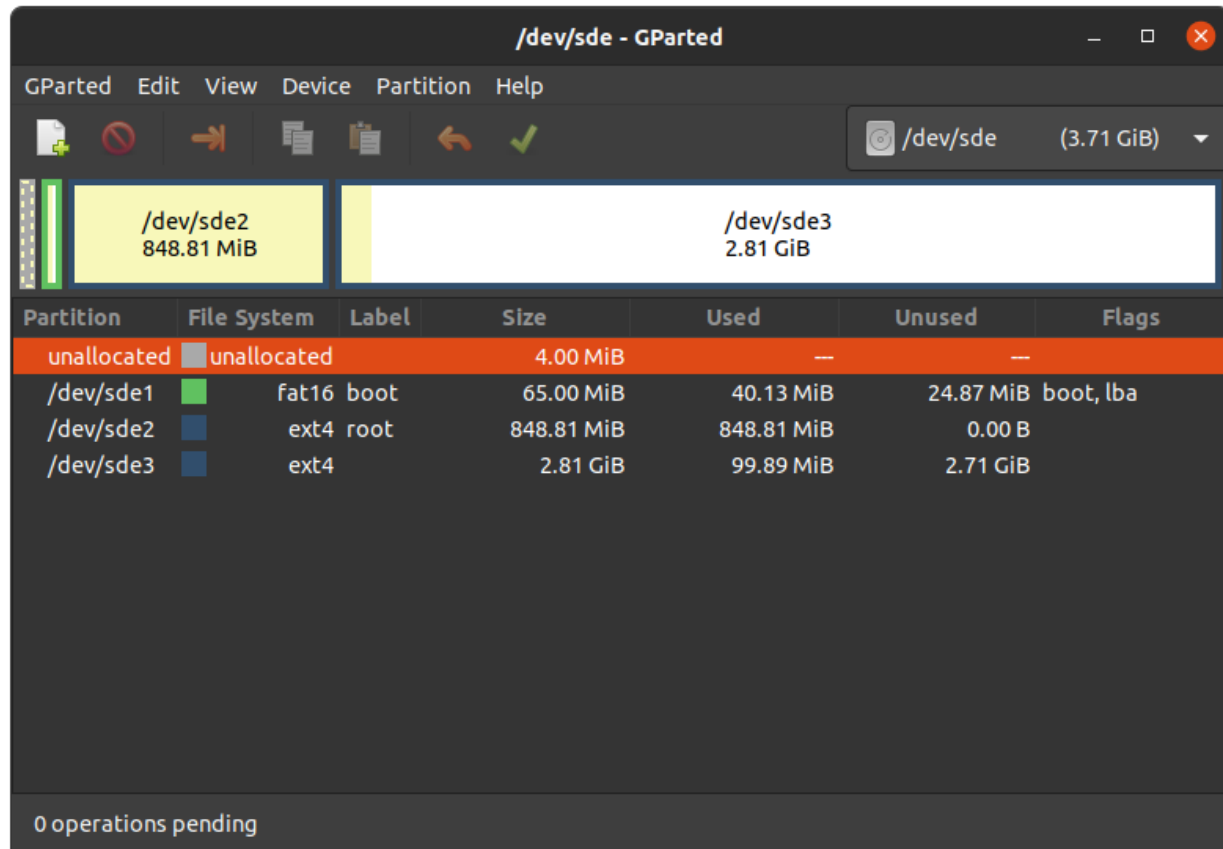 /dev/sde - GParted
GParted Edit View Device Partition Help
/dev/sde (3.71 GiB)
/dev/sde2
848.81 MiB
/dev/sde3
2.81 GiB
Partition File System Label Size Used Unused Flags
unallocated unallocated 4.00 MiB --- ---
/dev/sde1 fat16 boot 65.00 MiB 40.13 MiB 24.87 MiB boot, lba
/dev/sde2 ext4 root 848.81 MiB 848.81 MiB 0.00 B
/dev/sde3 ext4 2.81 GiB 99.89 MiB 2.71 GiB
0 operations pending